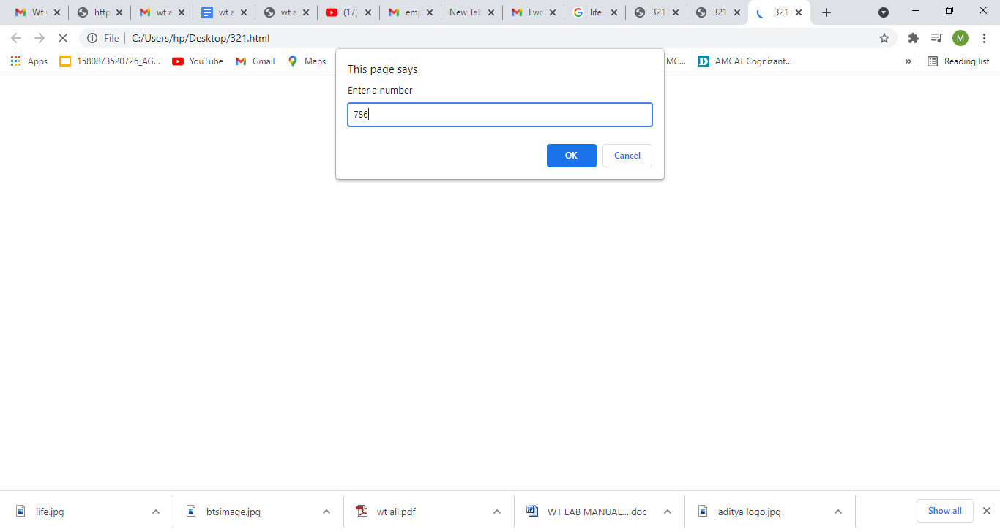 Wt v http wt a wt a wt a (17) emp New Tab Fwd life 321 321 321
File C:/Users/hp/Desktop/321.html M
Apps 1580873520726_AG... YouTube Gmail Maps MC... AMCAT Cognizant... » Reading list
This page says
Enter a number
786
OK Cancel
life.jpg btsimage.jpg wt all.pdf WT LAB MANUAL....doc aditya logo.jpg Show all